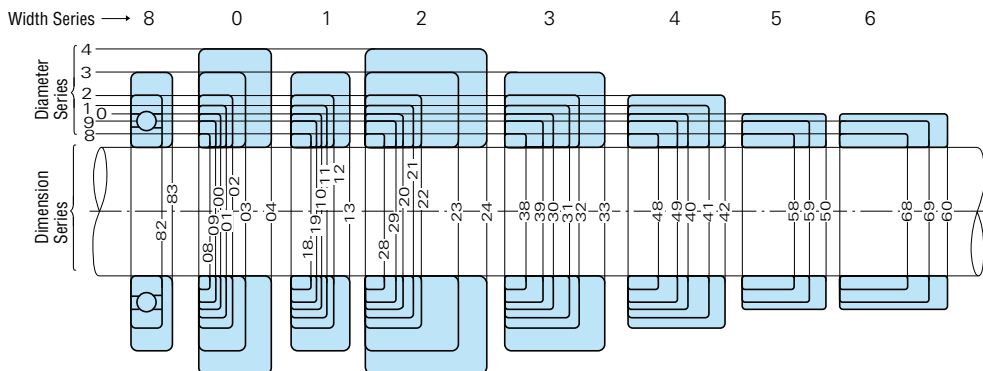 Width Series → 8 0 1 2 3 4 5 6
Diameter Series
4
3
2
1
0
9
8
Dimension Series
82 83
08 09 00 01 02 03 04
18 19 10 11 12 13
28 29 20 21 22 23 24
38 39 30 31 32 33
48 49 40 41 42
58 59 50
68 69 60